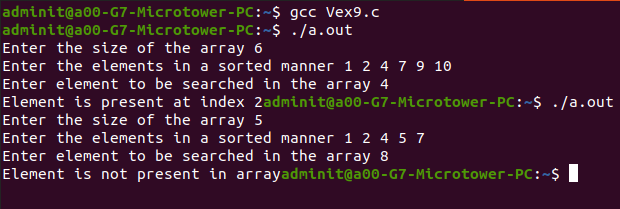 adminit@a00-G7-Microtower-PC:~$ gcc Vex9.c
adminit@a00-G7-Microtower-PC:~$ ./a.out
Enter the size of the array 6
Enter the elements in a sorted manner 1 2 4 7 9 10
Enter element to be searched in the array 4
Element is present at index 2adminit@a00-G7-Microtower-PC:~$ ./a.out
Enter the size of the array 5
Enter the elements in a sorted manner 1 2 4 5 7
Enter element to be searched in the array 8
Element is not present in arrayadminit@a00-G7-Microtower-PC:~$